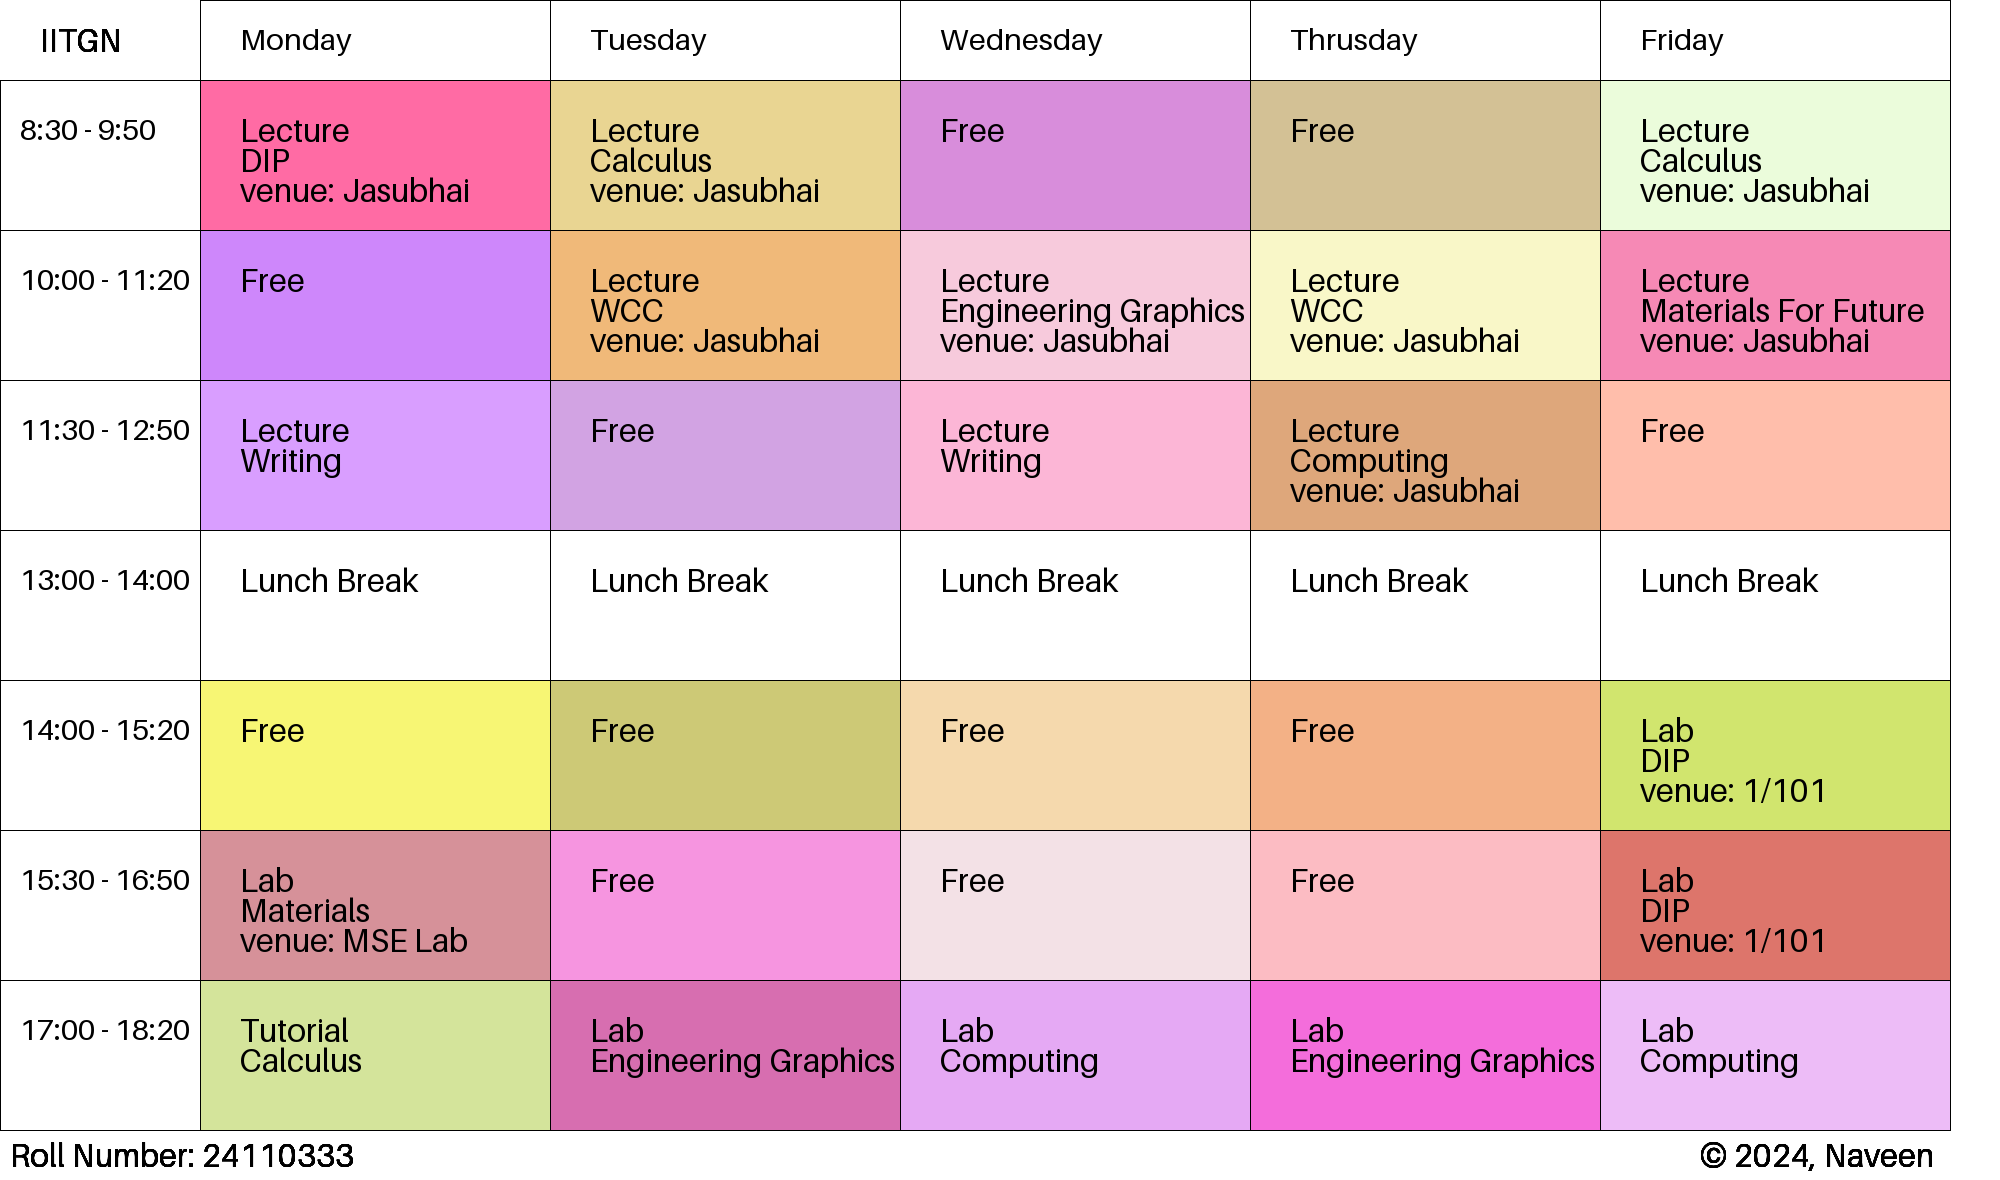 IITGN
Monday
Tuesday
Wednesday
Thrusday
Friday
8:30 - 9:50
Lecture
DIP
venue: Jasubhai
Lecture
Calculus
venue: Jasubhai
Free
Free
Lecture
Calculus
venue: Jasubhai
10:00 - 11:20
Free
Lecture
WCC
venue: Jasubhai
Lecture
Engineering Graphics
venue: Jasubhai
Lecture
WCC
venue: Jasubhai
Lecture
Materials For Future
venue: Jasubhai
11:30 - 12:50
Lecture
Writing
Free
Lecture
Writing
Lecture
Computing
venue: Jasubhai
Free
13:00 - 14:00
Lunch Break
Lunch Break
Lunch Break
Lunch Break
Lunch Break
14:00 - 15:20
Free
Free
Free
Free
Lab
DIP
venue: 1/101
15:30 - 16:50
Lab
Materials
venue: MSE Lab
Free
Free
Free
Lab
DIP
venue: 1/101
17:00 - 18:20
Tutorial
Calculus
Lab
Engineering Graphics
Lab
Computing
Lab
Engineering Graphics
Lab
Computing
Roll Number: 24110333
© 2024, Naveen